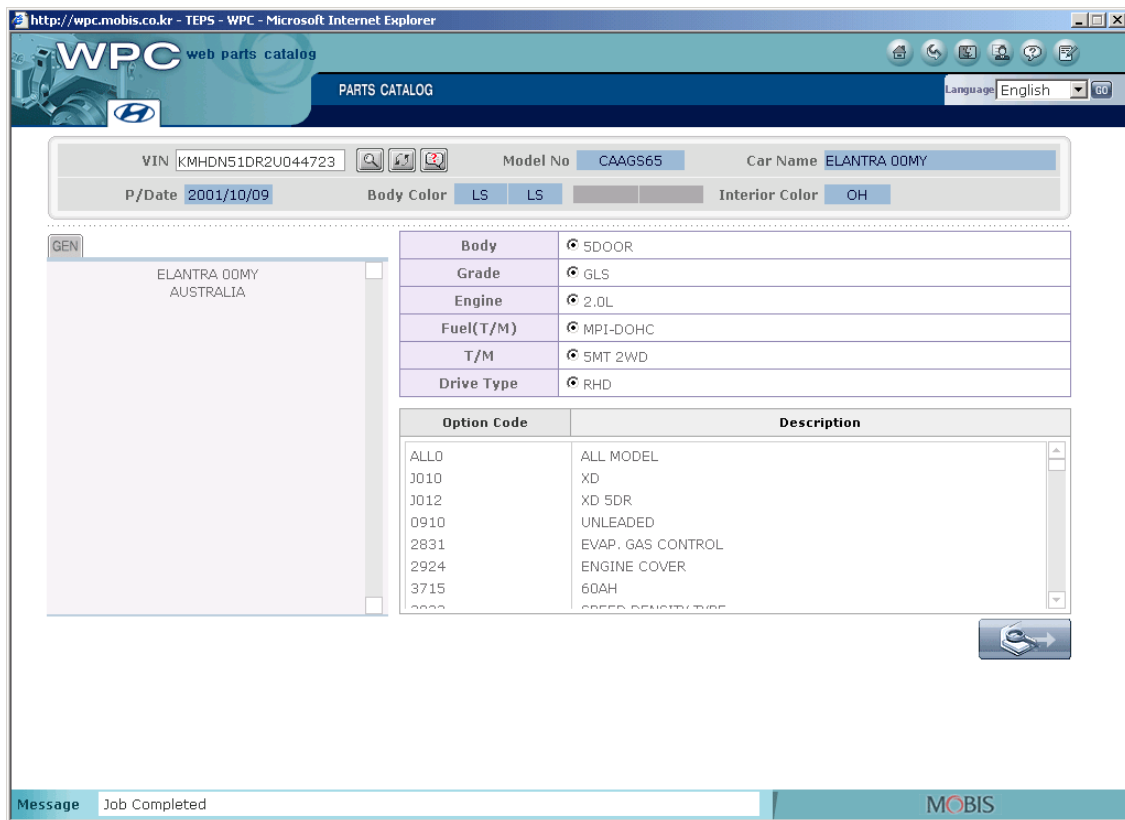 http://wpc.mobis.co.kr - TEPS - WPC - Microsoft Internet Explorer
WPC web parts catalog
PARTS CATALOG
Language English GO
VIN KMHDN51DR2U044723 Model No CAAGS65 Car Name ELANTRA 00MY
P/Date 2001/10/09 Body Color LS LS Interior Color OH
GEN
ELANTRA 00MY
AUSTRALIA
Body 5DOOR
Grade GLS
Engine 2.0L
Fuel(T/M) MPI-DOHC
T/M 5MT 2WD
Drive Type RHD
Option Code Description
ALL0 ALL MODEL
J010 XD
J012 XD 5DR
0910 UNLEADED
2831 EVAP. GAS CONTROL
2924 ENGINE COVER
3715 60AH
SPEED DENSITY TYPE
Message Job Completed
MOBIS